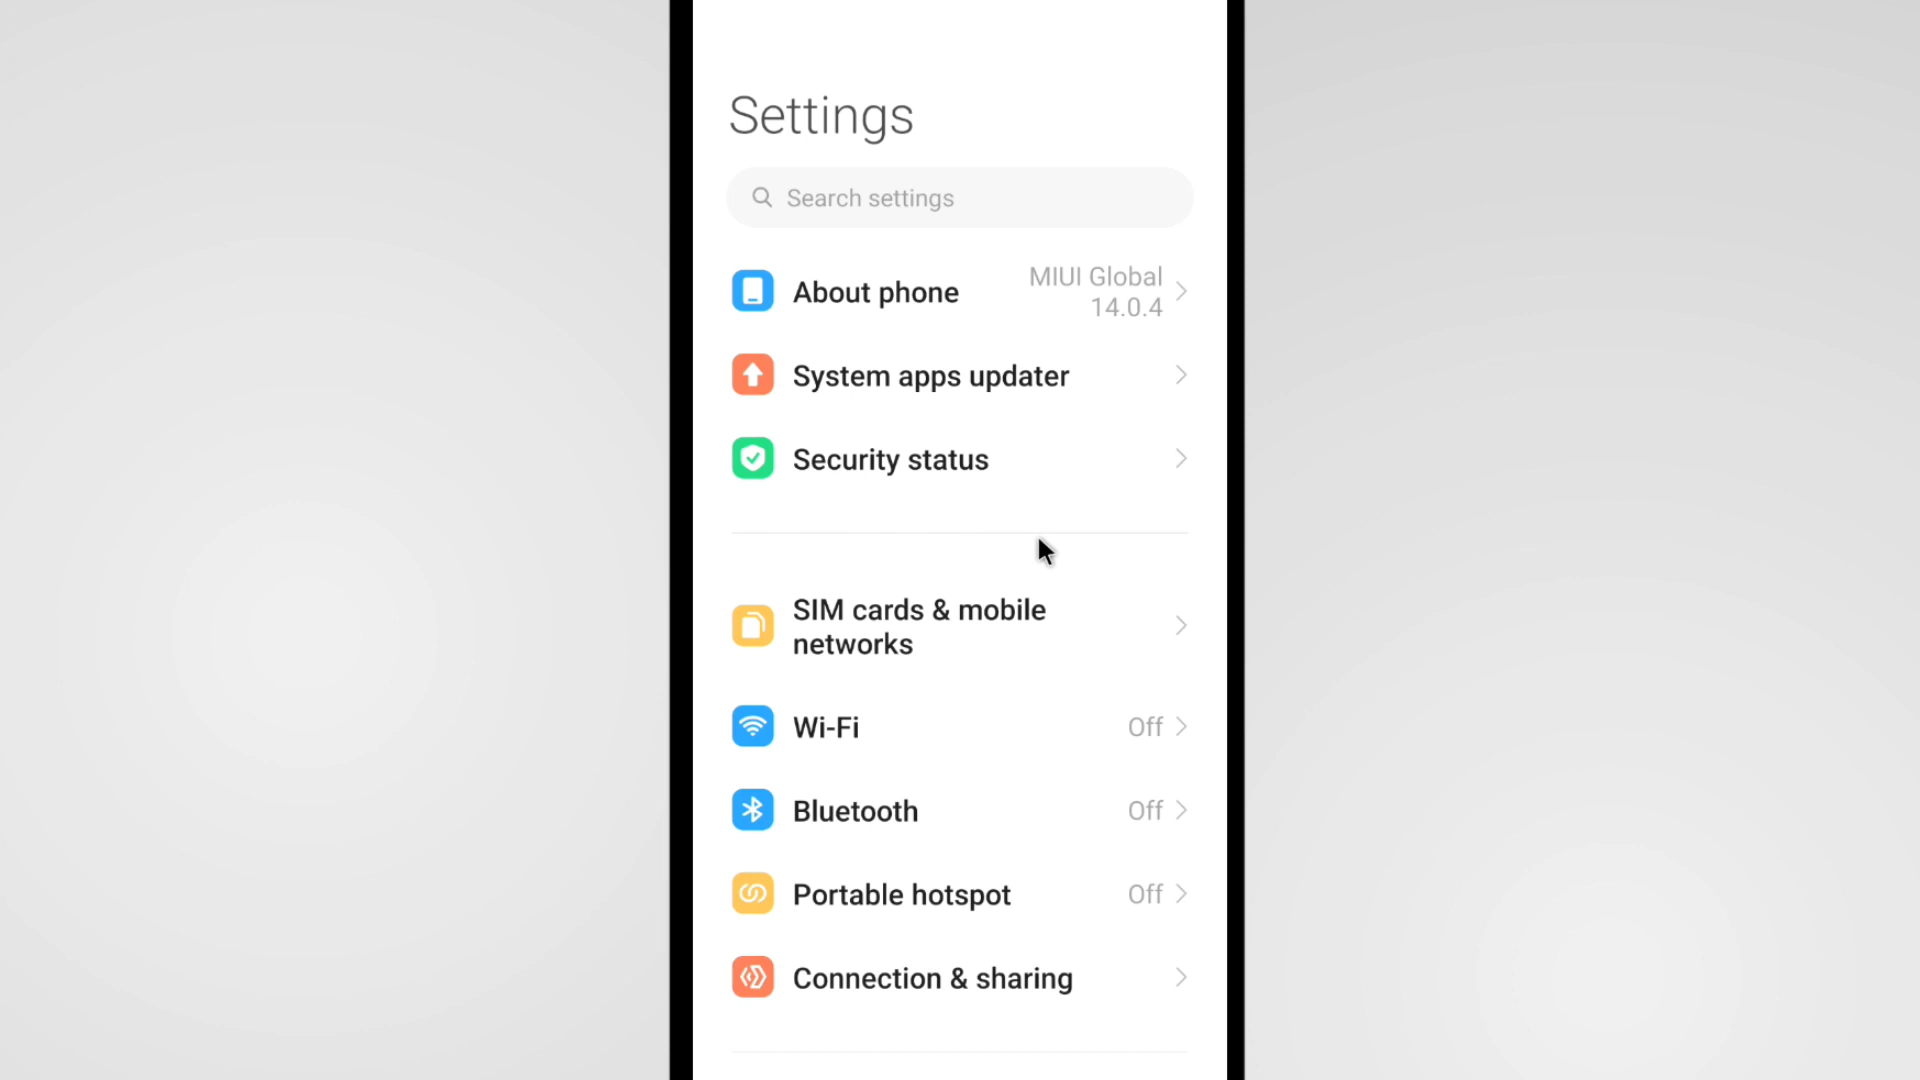 Settings
Search settings
About phone
MIUI Global
14.0.4
System apps updater
Security status
SIM cards & mobile
networks
Wi-Fi
Off
Bluetooth
Off
Portable hotspot
Off
Connection & sharing